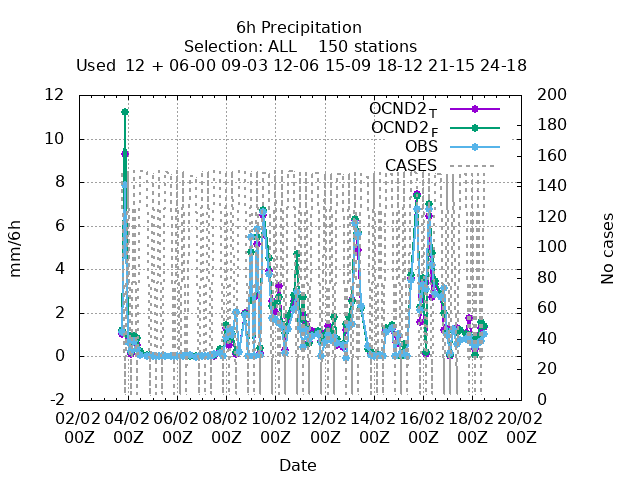 6h Precipitation
Selection: ALL 150 stations
Used 12 + 06-00 09-03 12-06 15-09 18-12 21-15 24-18
12 200
OCND2 T
180
OCND2 F
10
160
OBS
CASES
8 140
120
6
100
4 80
60
2
40
0
20
-2 0
mm/6h
No cases
02/02 04/02 06/02 08/02 10/02 12/02 14/02 16/02 18/02 20/02
00Z 00Z 00Z 00Z 00Z 00Z 00Z 00Z 00Z 00Z
Date